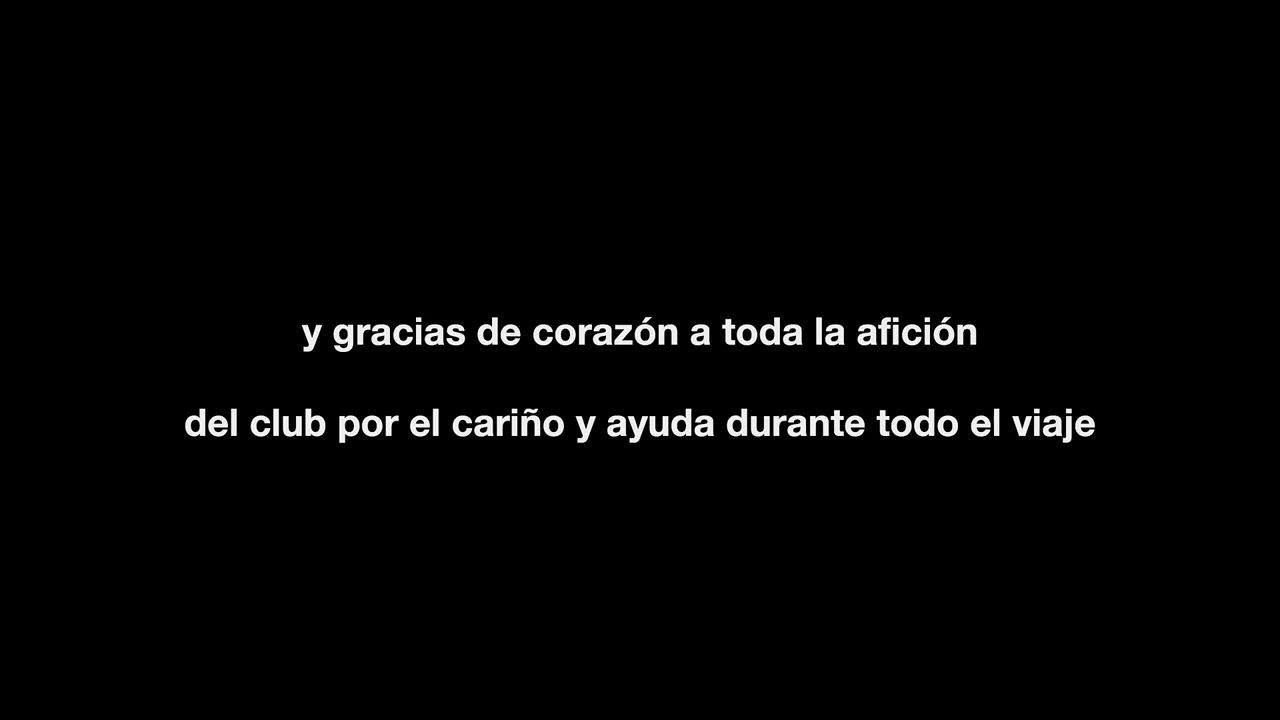 y gracias de corazón a toda la afición
del club por el cariño y ayuda durante todo el viaje